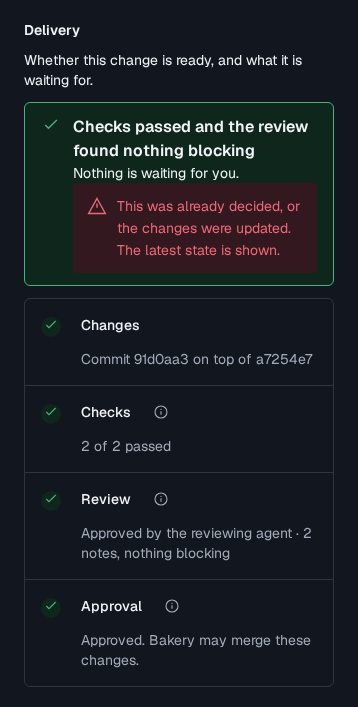 Delivery
Whether this change is ready, and what it is
waiting for.
Checks passed and the review
found nothing blocking
Nothing is waiting for you.
This was already decided, or
the changes were updated.
The latest state is shown.
Changes
Commit 91d0aa3 on top of a7254e7
Checks
2 of 2 passed
Review
Approved by the reviewing agent · 2
notes, nothing blocking
Approval
Approved. Bakery may merge these
changes.